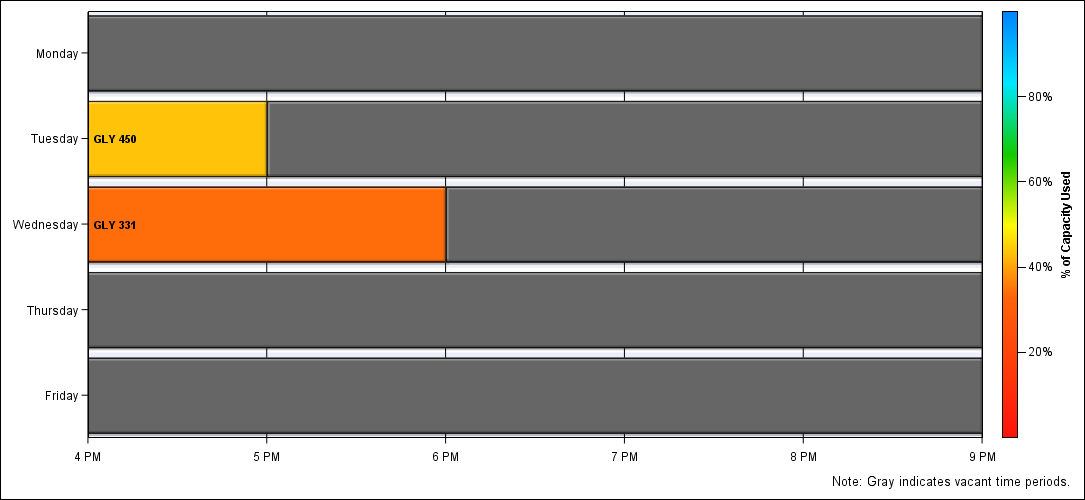 Monday
Tuesday
GLY 450
Wednesday
GLY 331
Thursday
Friday
4 PM
5 PM
6 PM
7 PM
8 PM
9 PM
80%
60%
40%
20%
% of Capacity Used
Note: Gray indicates vacant time periods.